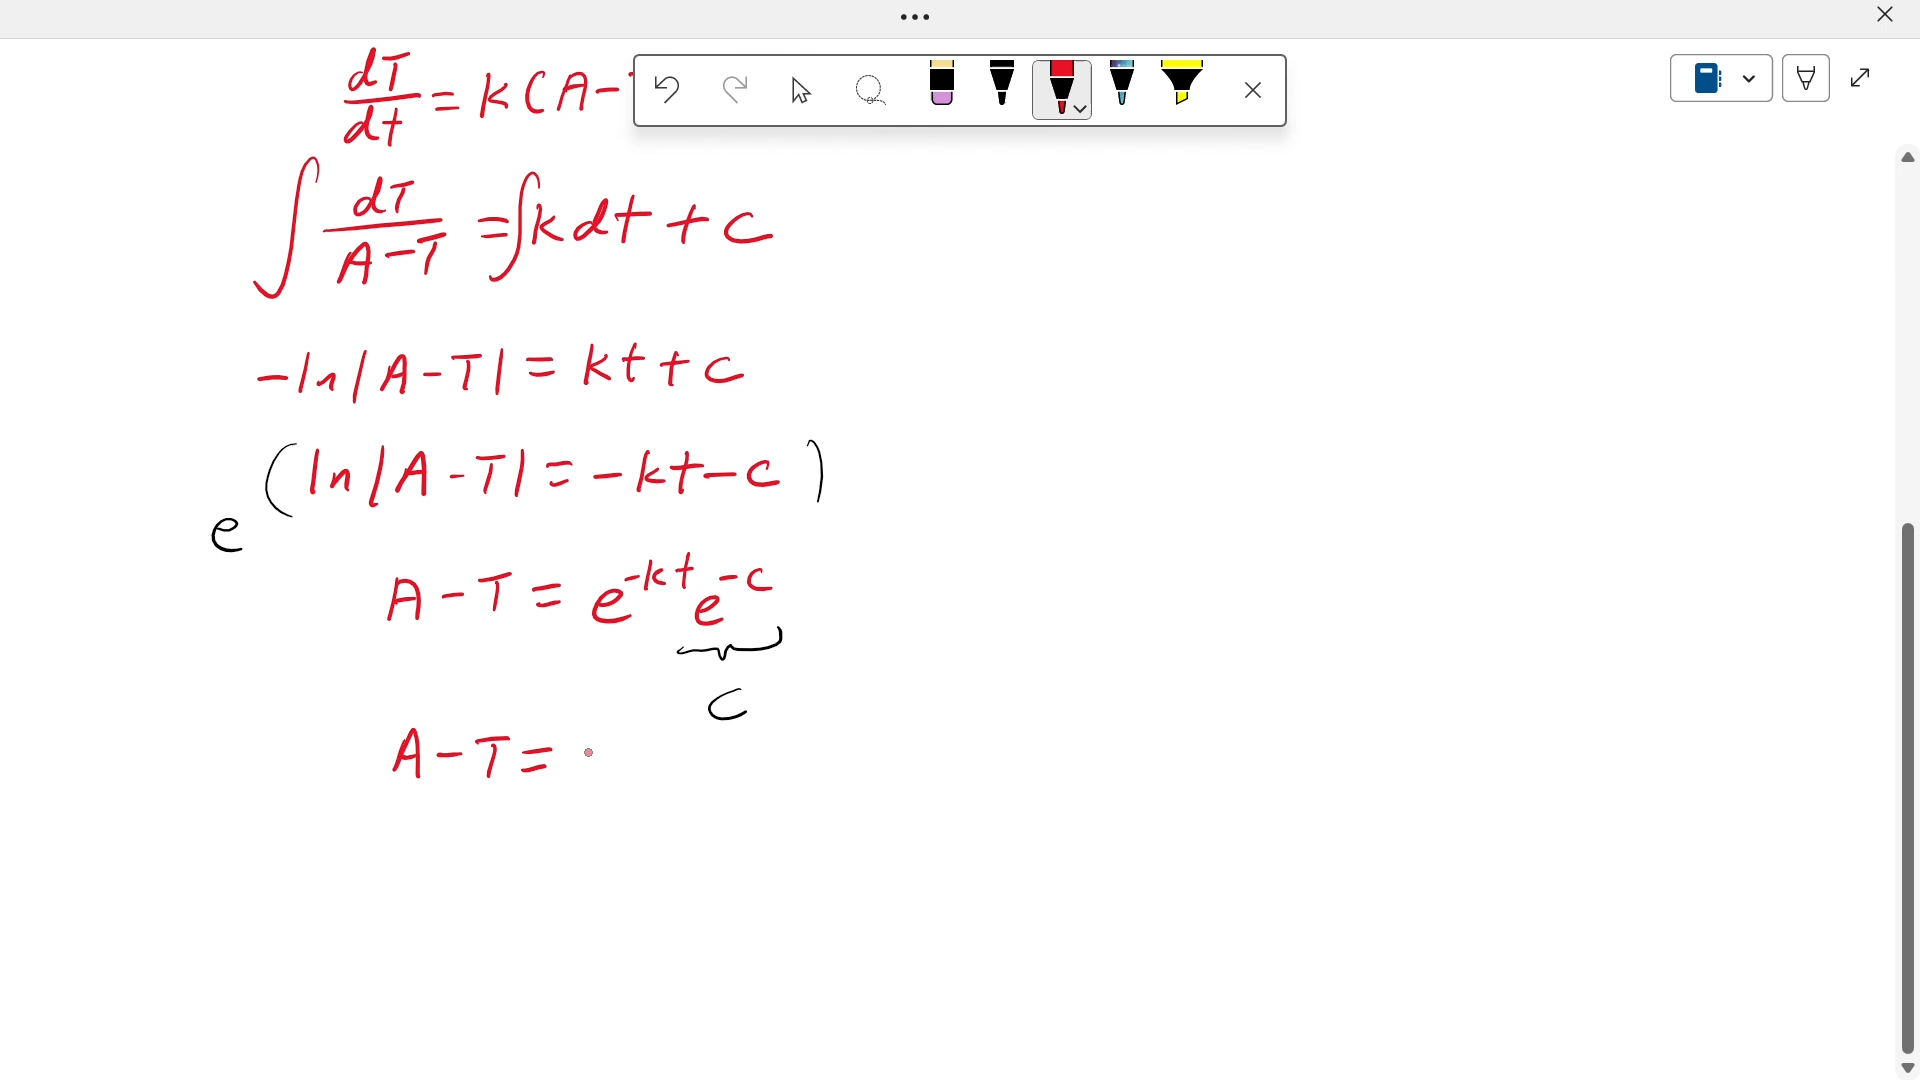 dT/dt = k(A-
∫ dT/(A-T) = ∫k dt + c
-ln|A-T| = kt + c
e^(ln|A-T| = -kt-c)
A-T = e^-kt e^-c
c
A-T =